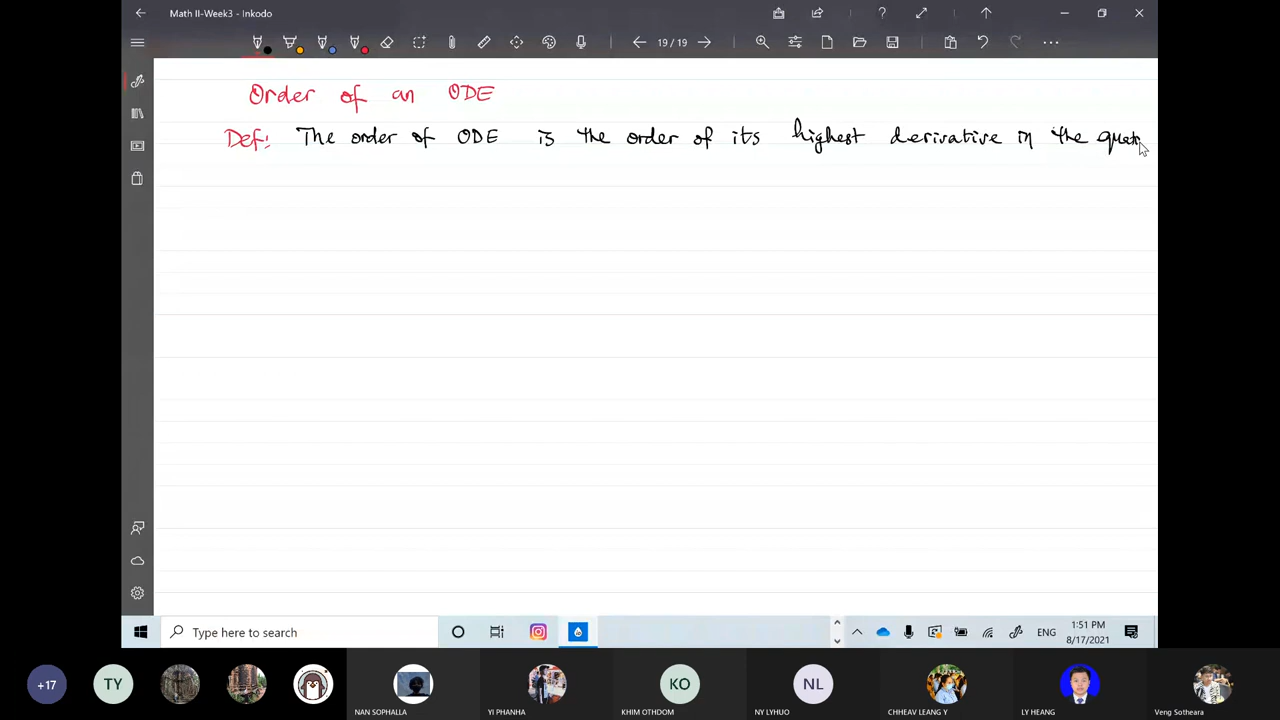 Math II-Week3 - Inkodo
19/19
Order of an ODE
Def: The order of ODE is the order of its highest derivative in the
Type here to search
ENG
1:51 PM
8/17/2021
+17
TY
KO
NL
NAN SOPHALLA
YI PHANHA
KHIM OTHDOM
NY LYHUO
CHHEAV LEANG Y
LY HEANG
Veng Sotheara